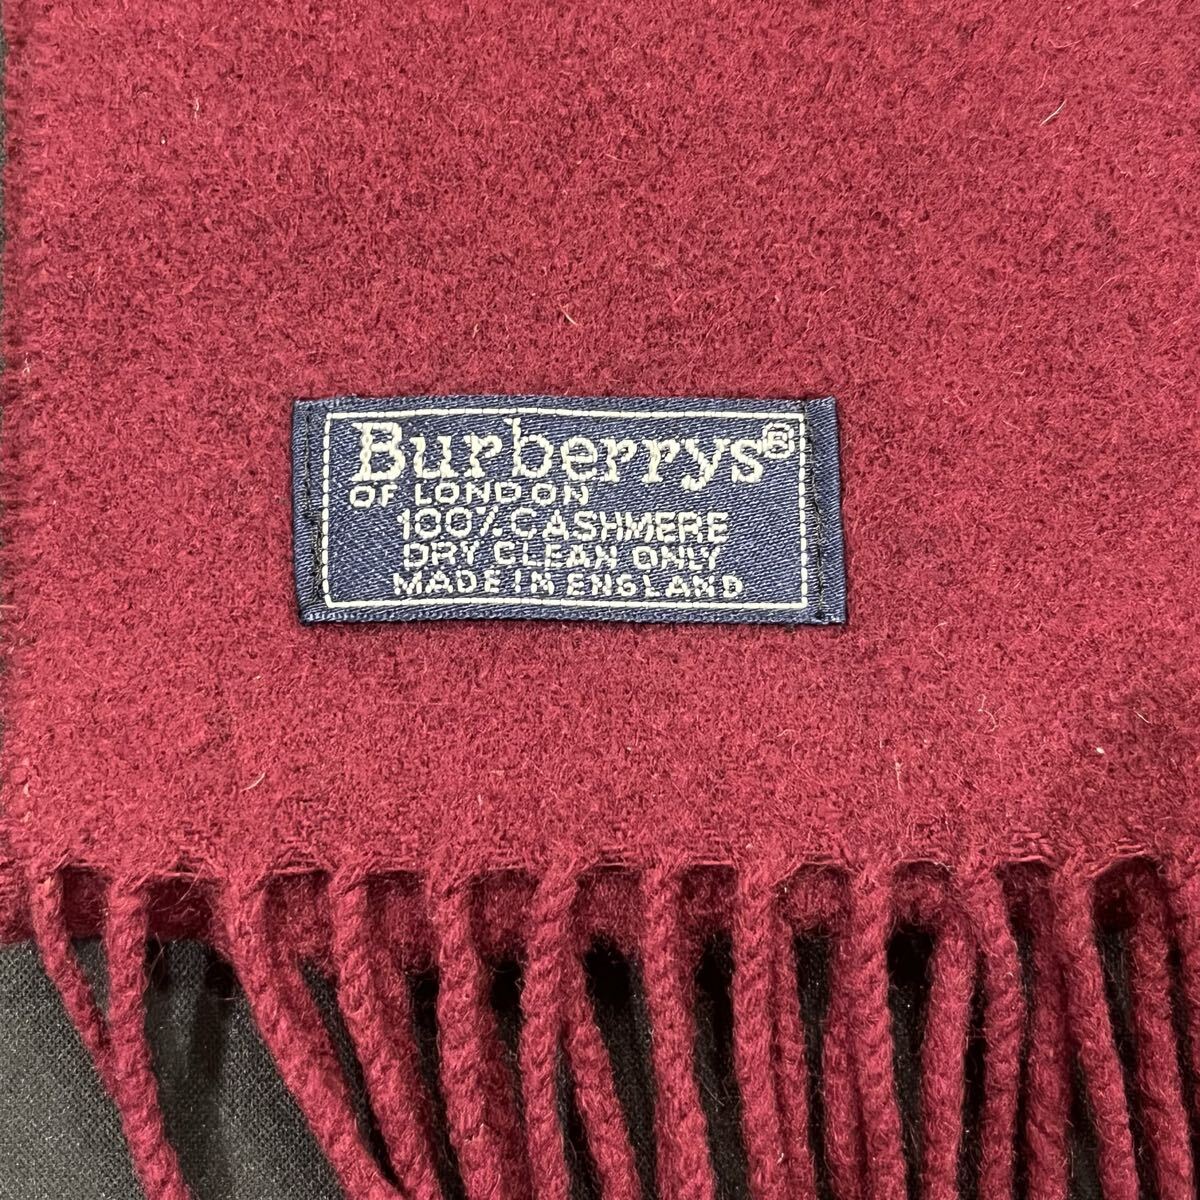 Burberrys®
OF LONDON
100% CASHMERE
DRY CLEAN ONLY
MADE IN ENGLAND